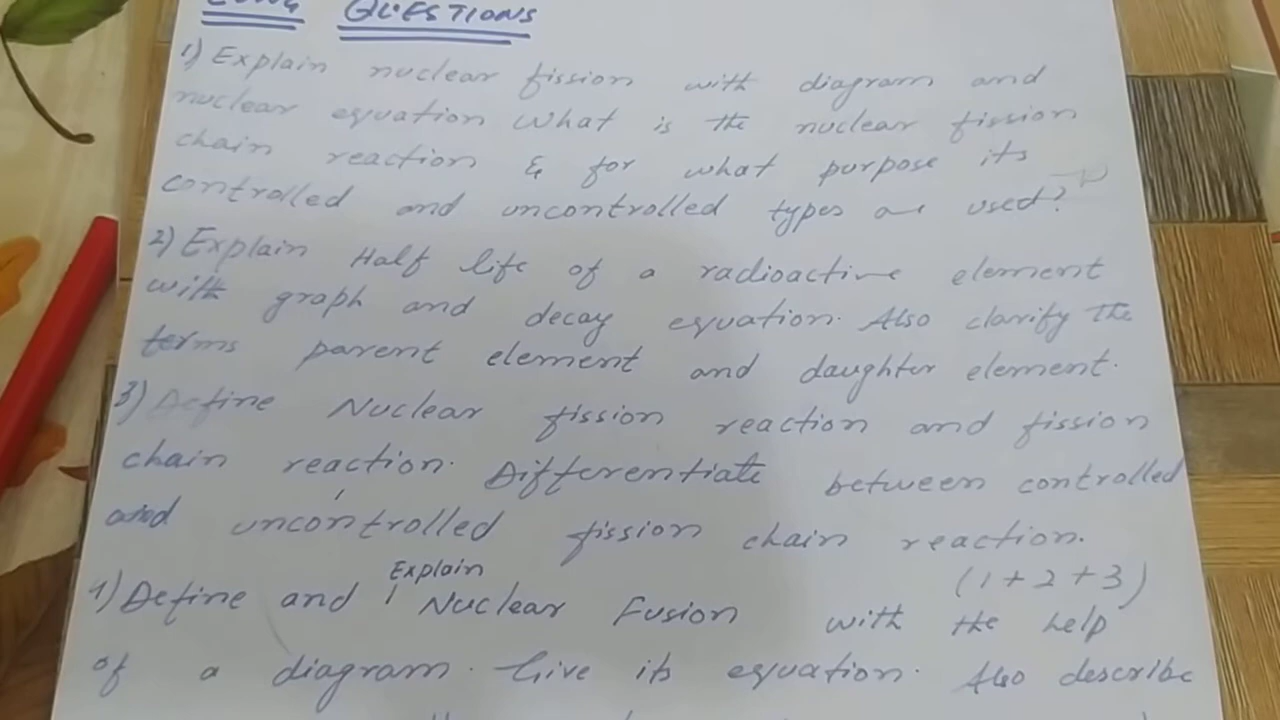 LONG QUESTIONS
1) Explain nuclear fission with diagram and
nuclear equation What is the nuclear fission
chain reaction & for what purpose its
controlled and uncontrolled types are used?
2) Explain Half life of a radioactive element
with graph and decay equation. Also clarify the
terms parent element and daughter element.
3) Define Nuclear fission reaction and fission
chain reaction. Differentiate between controlled
and uncontrolled fission chain reaction.
(1+2+3)
Explain
4) Define and Nuclear Fusion with the help
of a diagram. Give its equation. Also describe